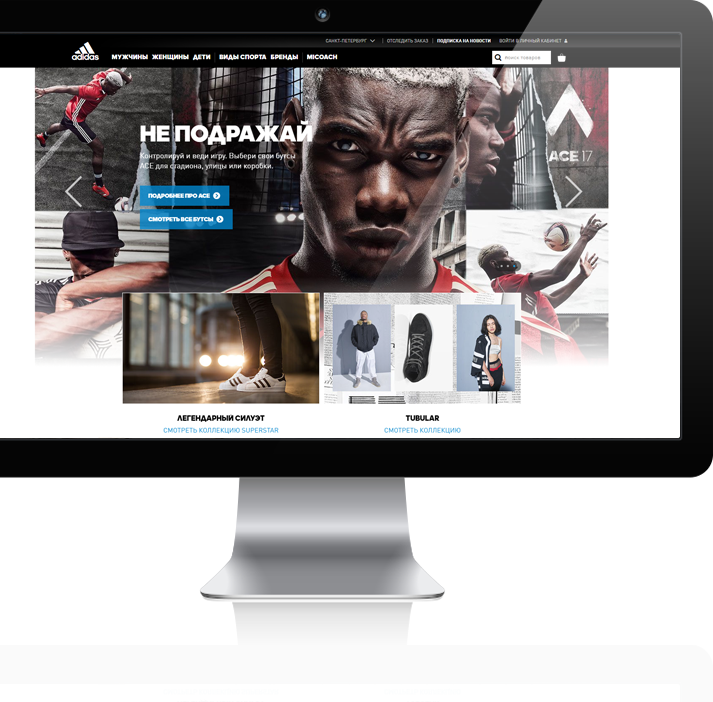 САНКТ-ПЕТЕРБУРГ
ОТСЛЕДИТЬ ЗАКАЗ
ПОДПИСКА НА НОВОСТИ
ВОЙТИ В ЛИЧНЫЙ КАБИНЕТ
adidas
МУЖЧИНЫ ЖЕНЩИНЫ ДЕТИ ВИДЫ СПОРТА БРЕНДЫ MICOACH
Поиск товаров
НЕ ПОДРАЖАЙ
Контролируй и веди игру. Выбери свои бутсы
ACE для стадиона, улицы или коробки.
ACE 17
ПОДРОБНЕЕ ПРО ACE
СМОТРЕТЬ ВСЕ БУТСЫ
ЛЕГЕНДАРНЫЙ СИЛУЭТ
СМОТРЕТЬ КОЛЛЕКЦИЮ SUPERSTAR
TUBULAR
СМОТРЕТЬ КОЛЛЕКЦИЮ